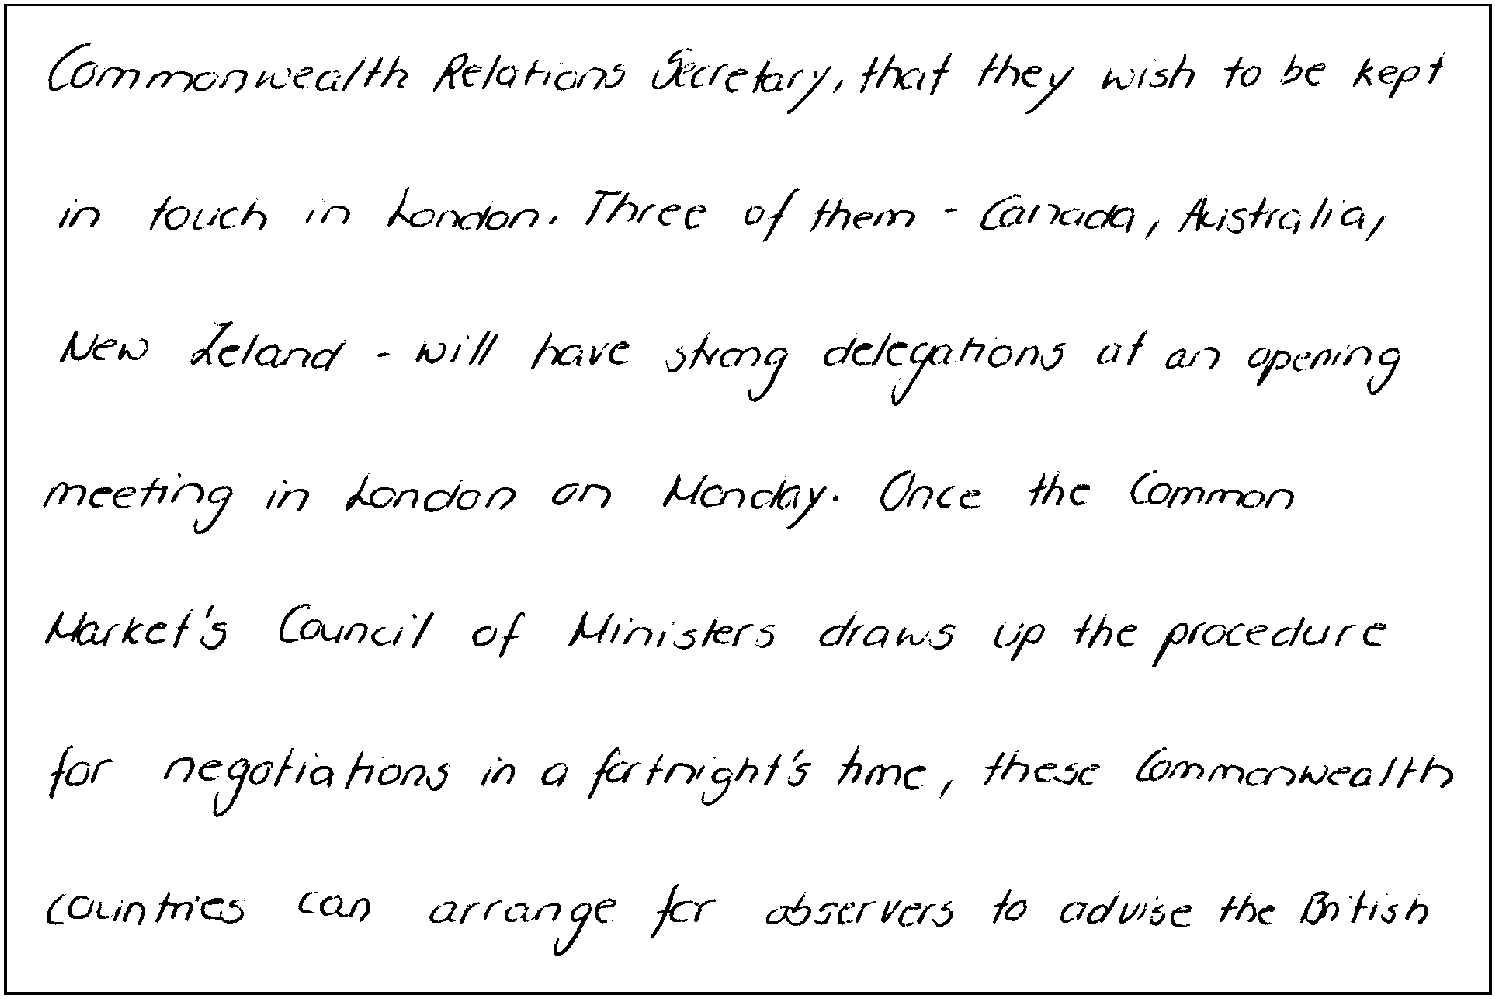 Commonwealth Relations Secretary, that they wish to be kept
in touch in London. Three of them - Canada, Australia,
New Zeland - will have strong delegations at an opening
meeting in London on Monday. Once the Common
Market's Council of Ministers draws up the procedure
for negotiations in a fortnight's time, these Commonwealth
countries can arrange for observers to advise the British